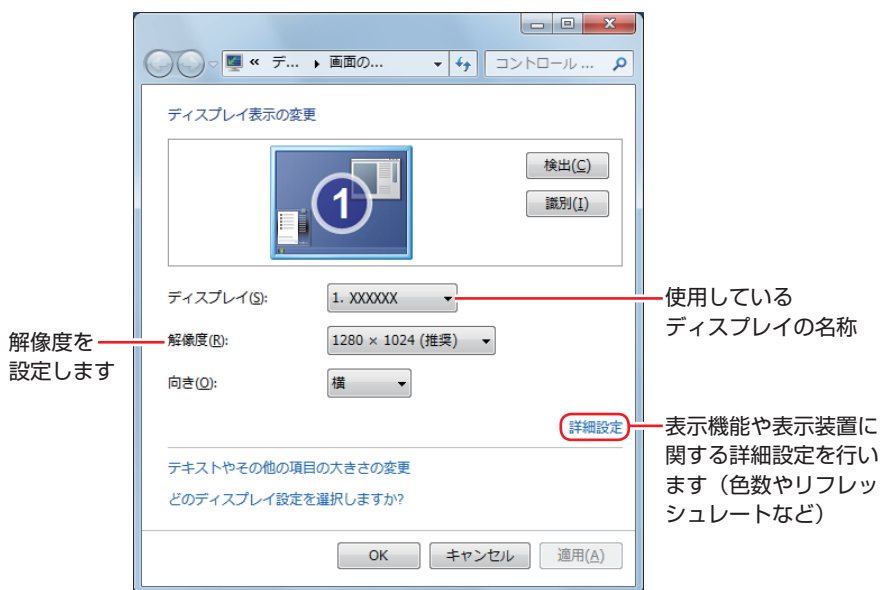 « デ... ▸ 画面の...
コントロール ...
ディスプレイ表示の変更
1
検出(C)
識別(I)
ディスプレイ(S):
1. XXXXXX
使用している
ディスプレイの名称
解像度を
設定します
解像度(R):
1280 × 1024 (推奨)
向き(O):
横
詳細設定
表示機能や表示装置に
関する詳細設定を行い
ます（色数やリフレッ
シュレートなど）
テキストやその他の項目の大きさの変更
どのディスプレイ設定を選択しますか?
OK
キャンセル
適用(A)